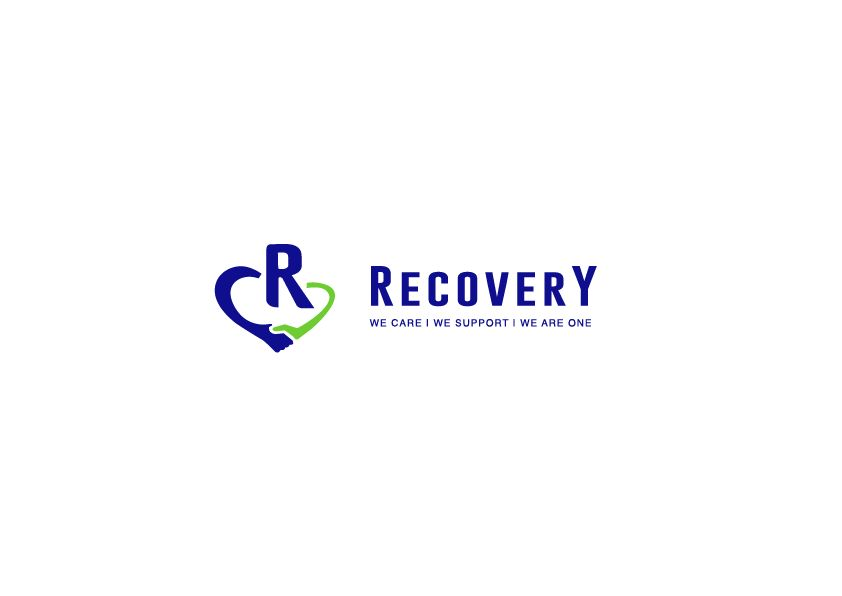 R
RECOVERY
WE CARE | WE SUPPORT | WE ARE ONE